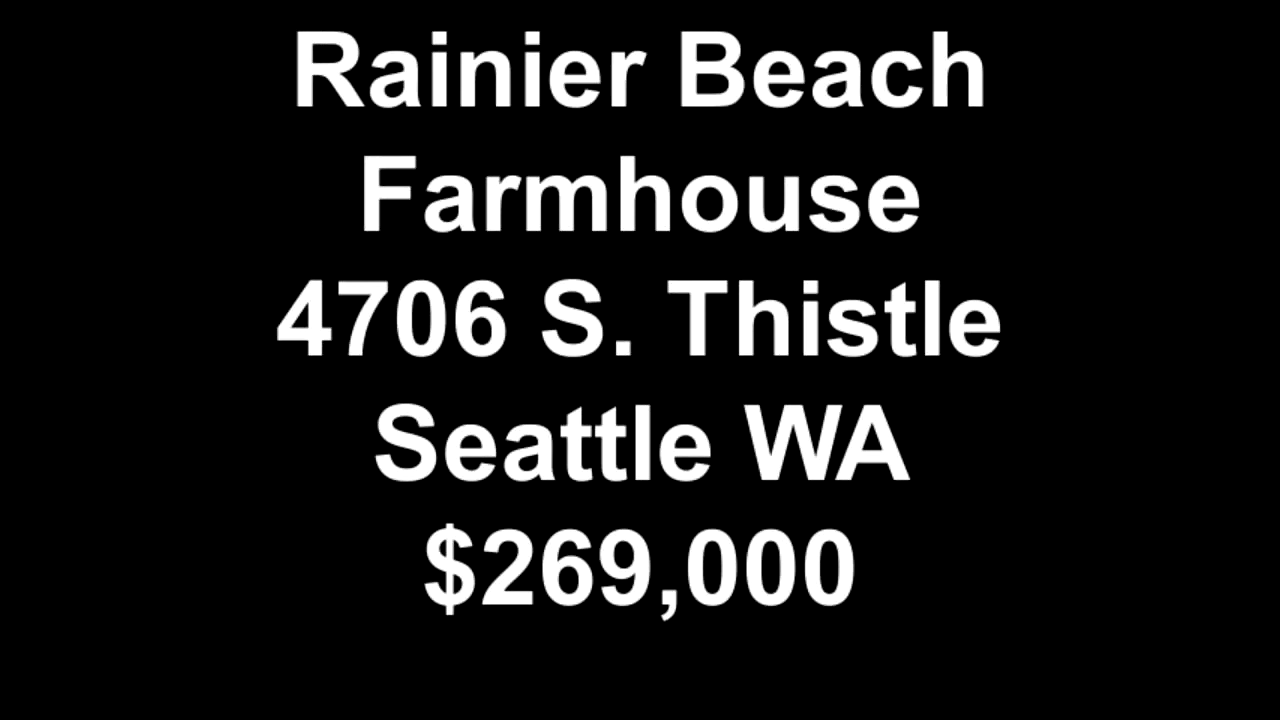 Rainier Beach
Farmhouse
4706 S. Thistle
Seattle WA
$269,000